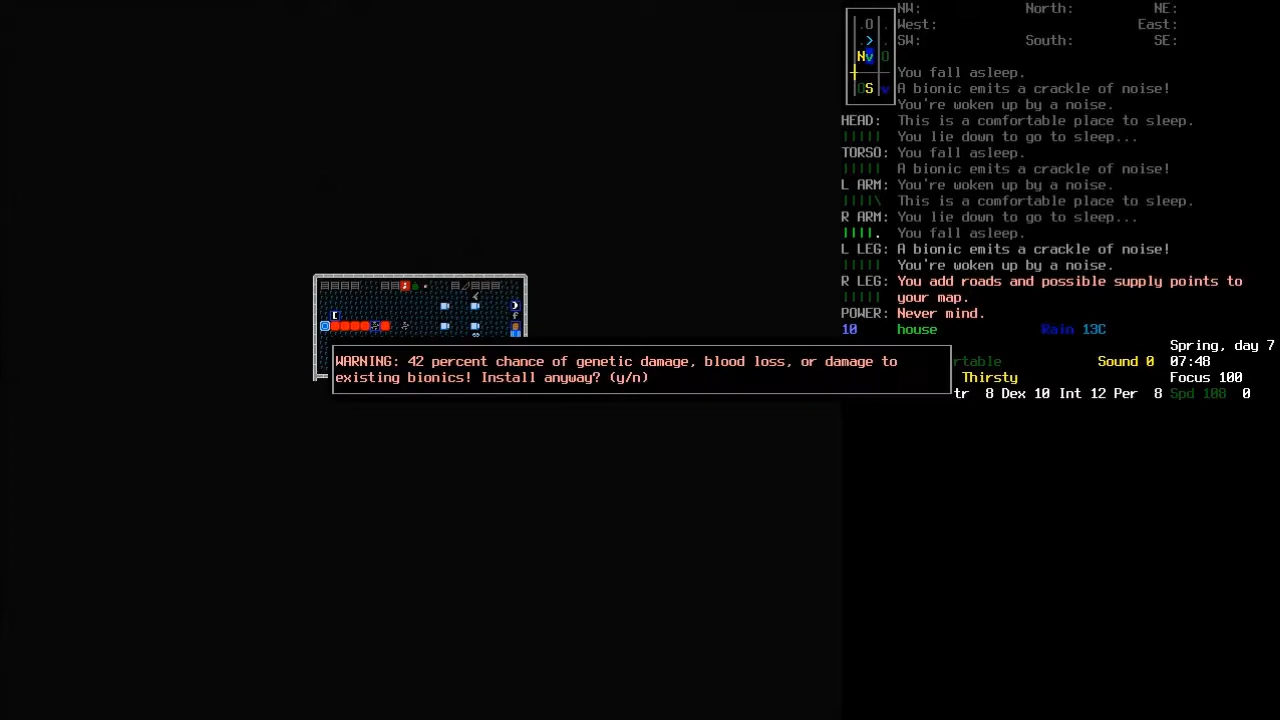 NW: North: NE:
West: East:
SW: South: SE:
You fall asleep.
A bionic emits a crackle of noise!
You're woken up by a noise.
HEAD: This is a comfortable place to sleep.
You lie down to go to sleep...
TORSO: You fall asleep.
A bionic emits a crackle of noise!
L ARM: You're woken up by a noise.
This is a comfortable place to sleep.
R ARM: You lie down to go to sleep...
You fall asleep.
L LEG: A bionic emits a crackle of noise!
You're woken up by a noise.
R LEG: You add roads and possible supply points to
your map.
POWER: Never mind.
10 house Rain 13C
Spring, day 7
WARNING: 42 percent chance of genetic damage, blood loss, or damage to
existing bionics! Install anyway? (y/n)
rtable Sound 0 07:48
Thirsty Focus 100
tr 8 Dex 10 Int 12 Per 8 Spd 108 0